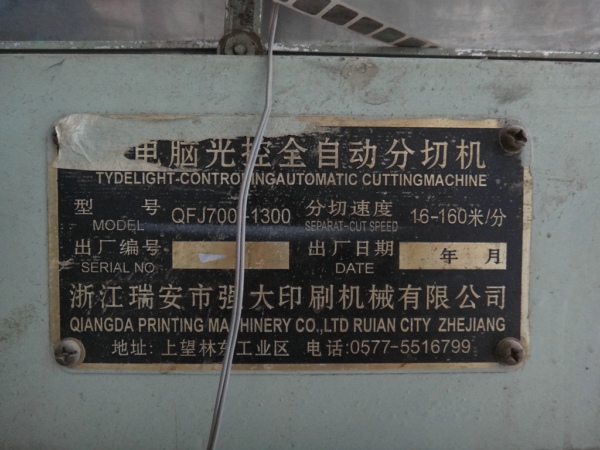 电脑光控全自动分切机
TYDELIGHT-CONTROLINGAUTOMATIC CUTTINGMACHINE
型 号 QFJ700-1300 分切速度 16-160米/分
MODEL SEPARAT-CUT SPEED
出厂编号 出厂日期 年 月
SERIAL NO DATE
浙江瑞安市强大印刷机械有限公司
QIANGDA PRINTING MACHINERY CO.,LTD RUIAN CITY ZHEJIANG
地址: 上望林东工业区 电话:0577-5516799